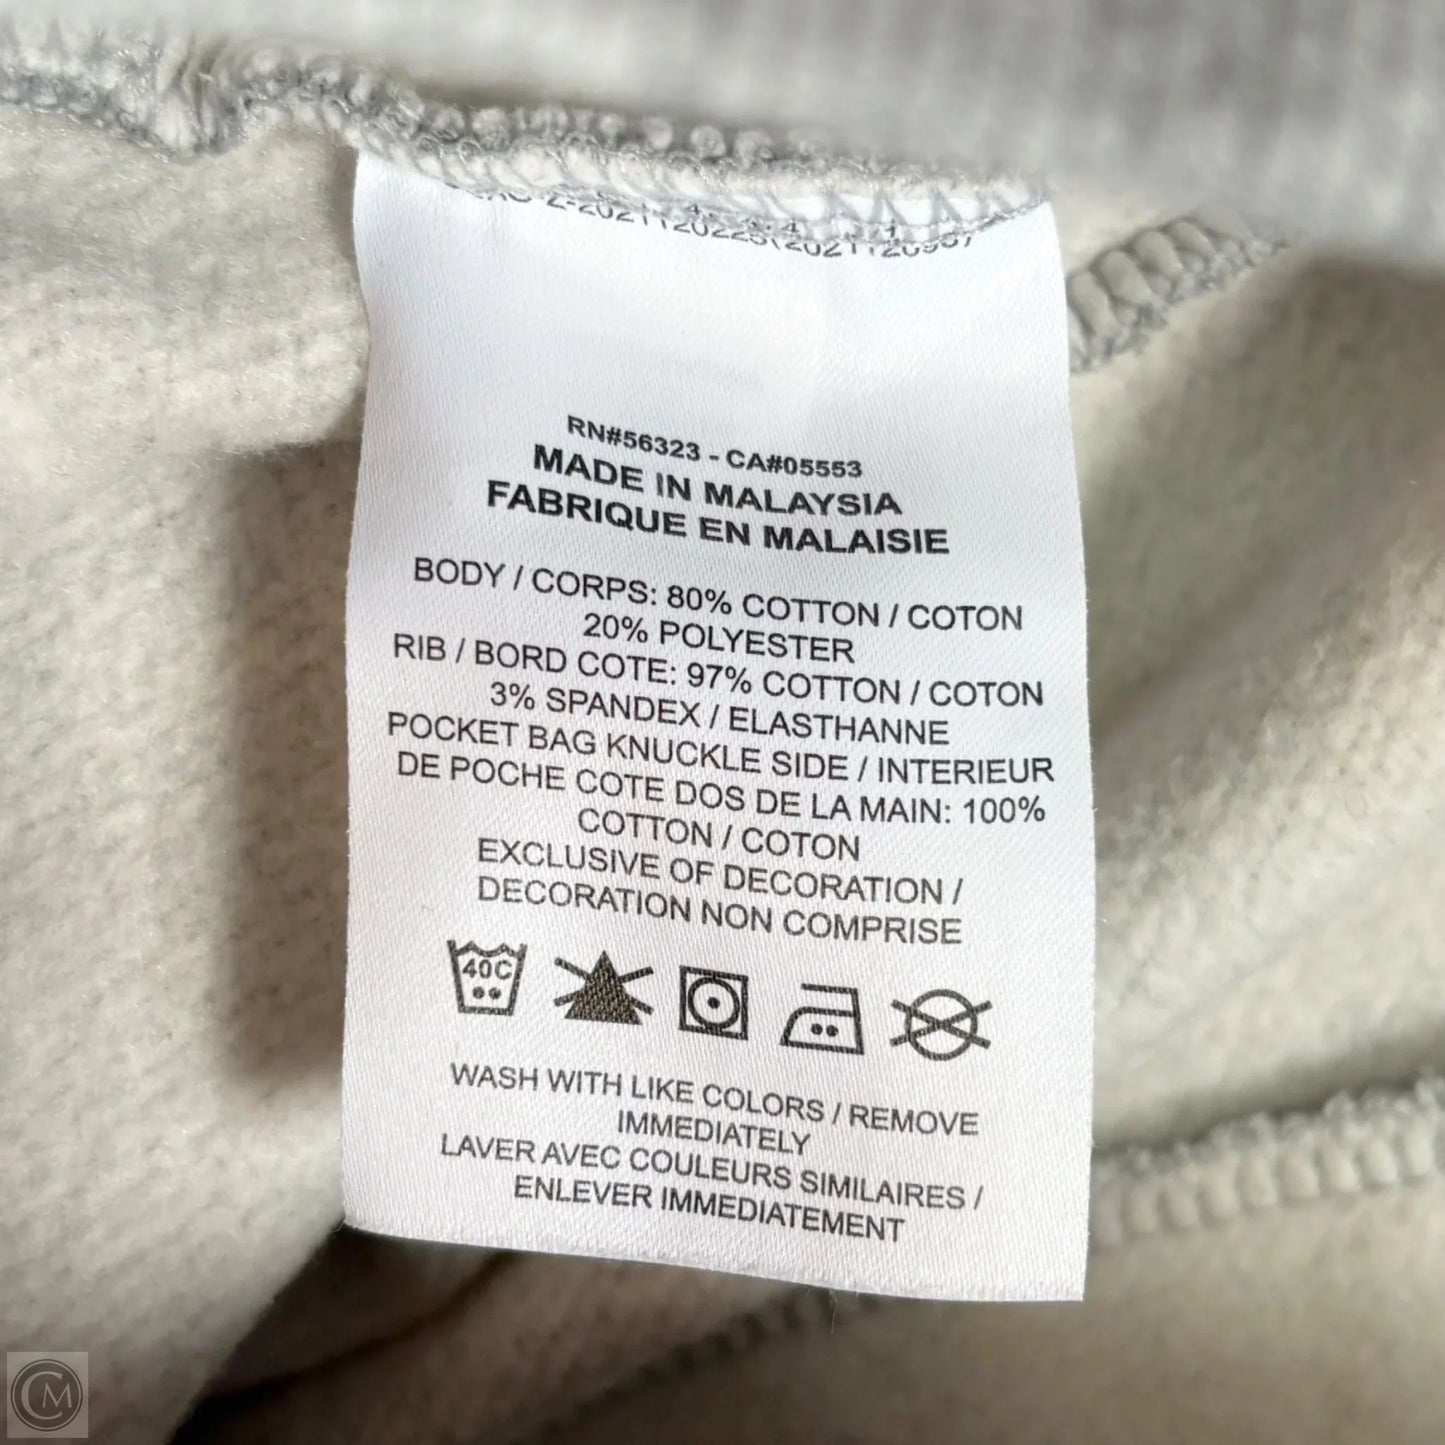 RN#56323 - CA#05553
MADE IN MALAYSIA
FABRIQUE EN MALAISIE
BODY / CORPS: 80% COTTON / COTON
20% POLYESTER
RIB / BORD COTE: 97% COTTON / COTON
3% SPANDEX / ELASTHANNE
POCKET BAG KNUCKLE SIDE / INTERIEUR
DE POCHE COTE DOS DE LA MAIN: 100%
COTTON / COTON
EXCLUSIVE OF DECORATION /
DECORATION NON COMPRISE
40C
WASH WITH LIKE COLORS / REMOVE
IMMEDIATELY
LAVER AVEC COULEURS SIMILAIRES /
ENLEVER IMMEDIATEMENT
CM